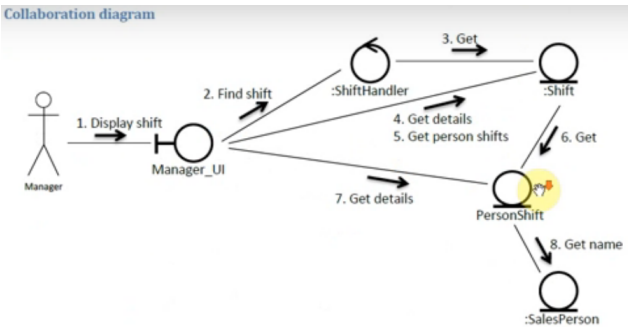 Collaboration diagram
3. Get
2. Find shift
:ShiftHandler
:Shift
1. Display shift
4. Get details
5. Get person shifts
6. Get
Manager_UI
Manager
7. Get details
PersonShift
8. Get name
:SalesPerson